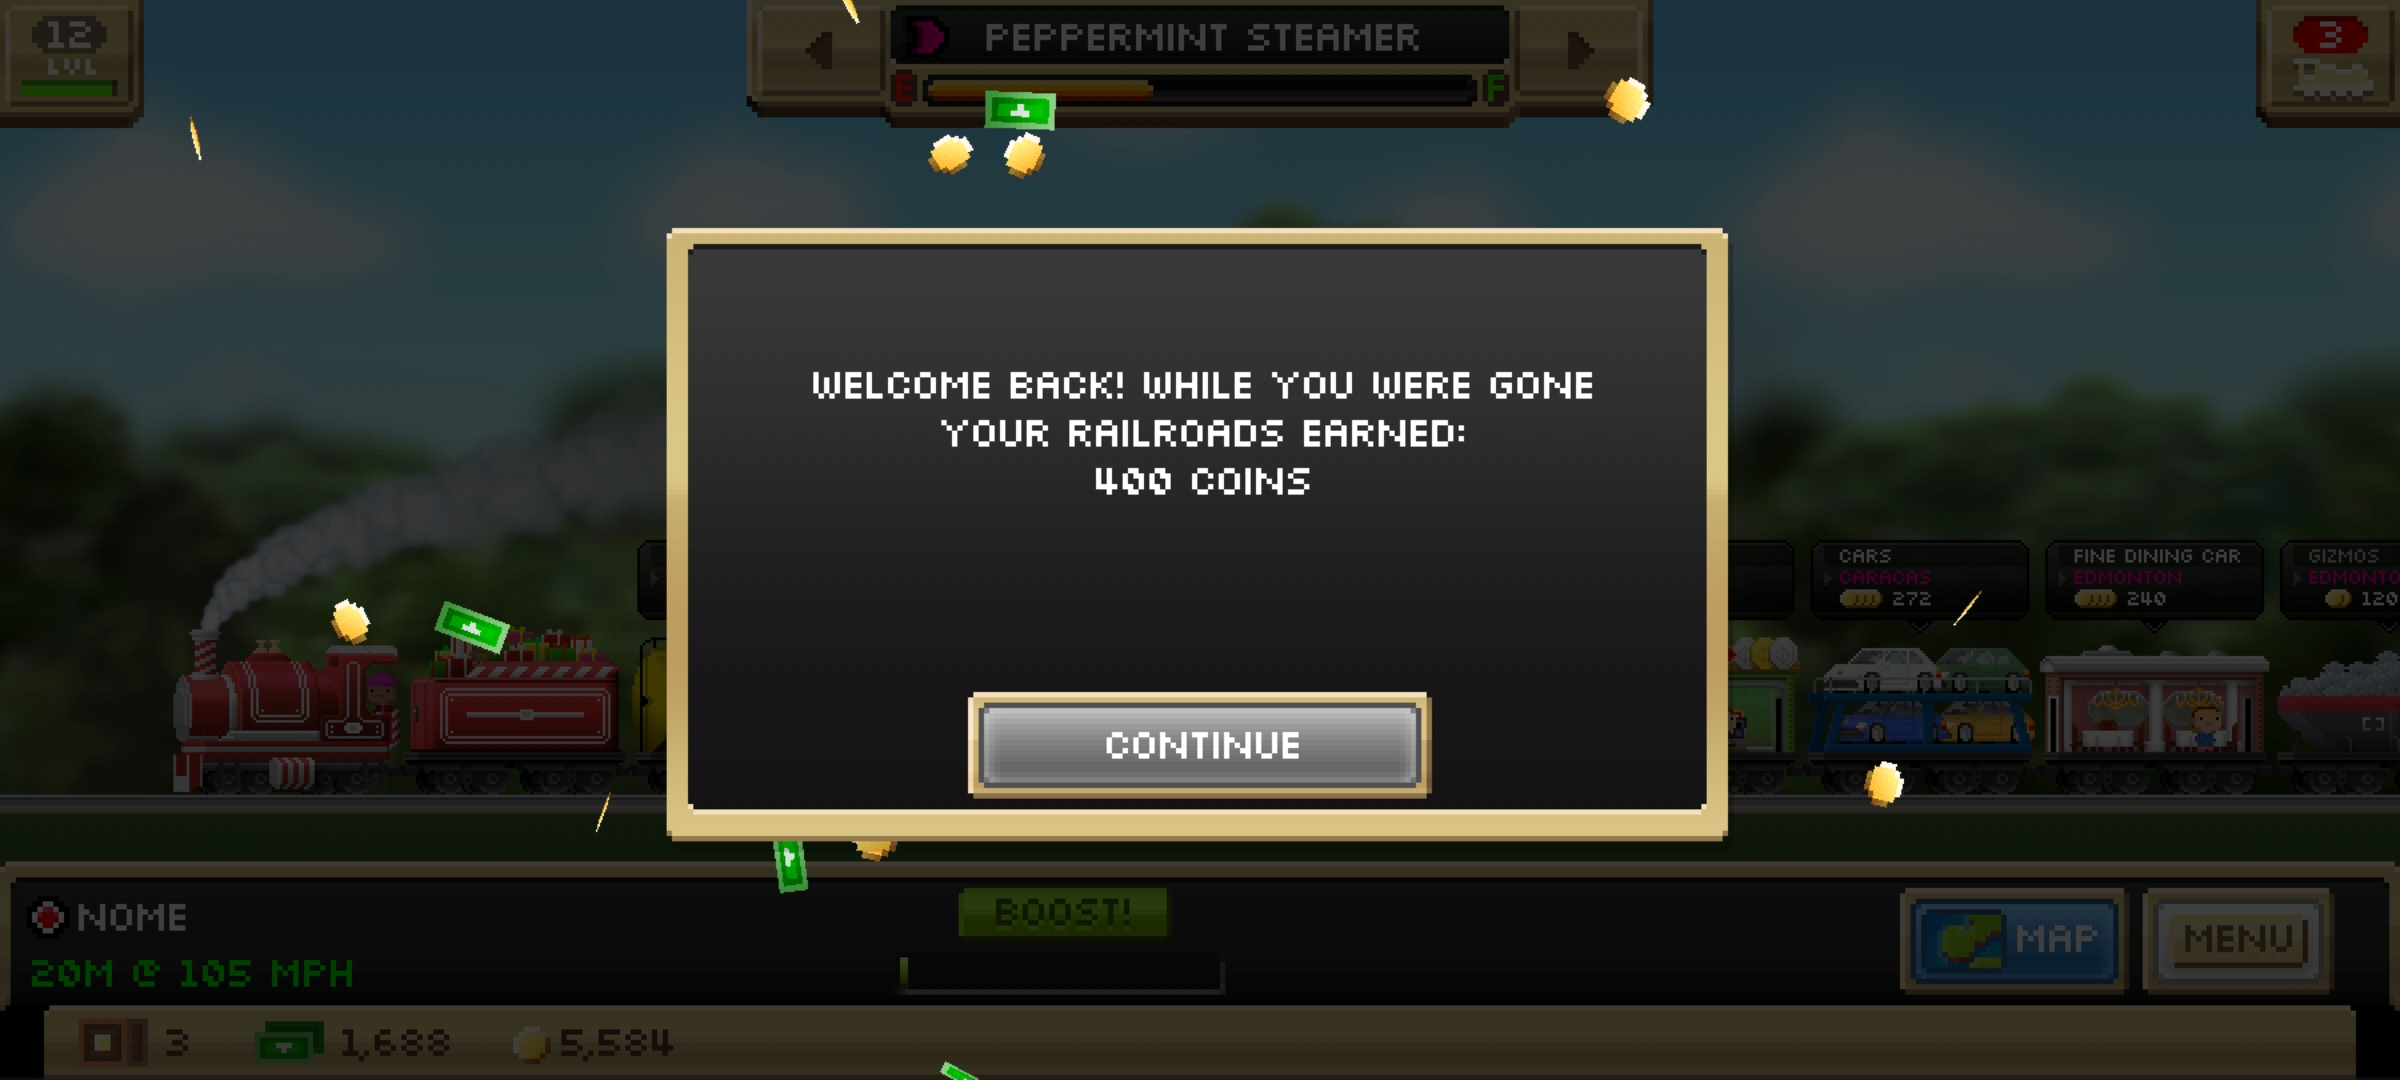 12
LVL
PEPPERMINT STEAMER
E
F
3
WELCOME BACK! WHILE YOU WERE GONE
YOUR RAILROADS EARNED:
400 COINS
CONTINUE
CARS
CARACAS
272
FINE DINING CAR
EDMONTON
240
GIZMOS
EDMONTO
120
NOME
20M @ 105 MPH
BOOST!
MAP
MENU
3
1,688
5,584